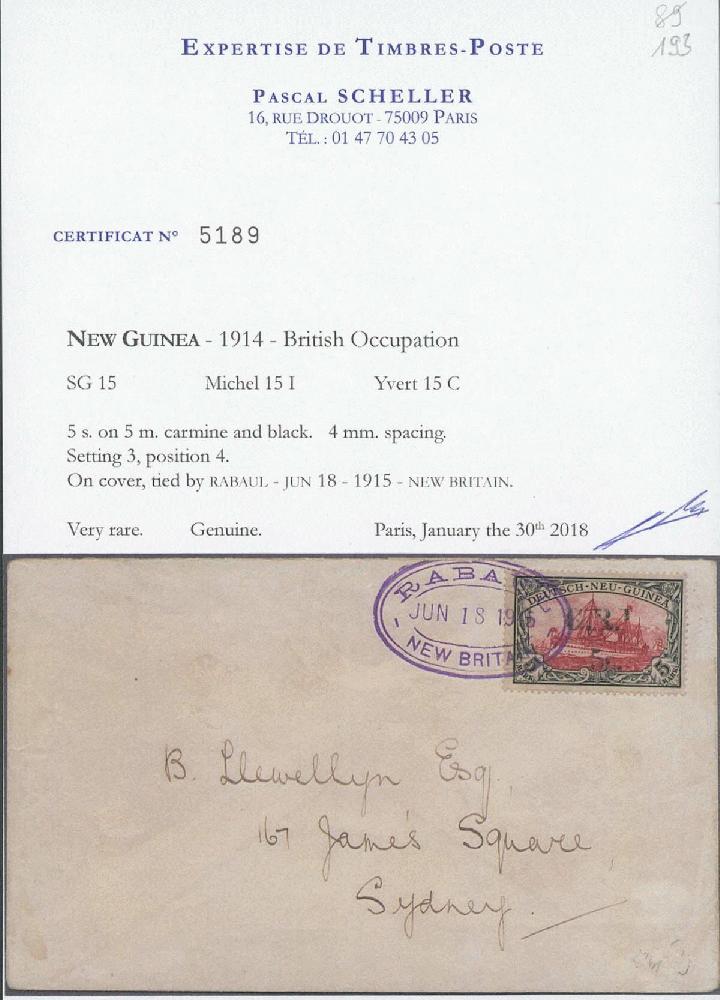 89
193
EXPERTISE DE TIMBRES-POSTE
PASCAL SCHELLER
16, RUE DROUOT - 75009 PARIS
TÉL. : 01 47 70 43 05
CERTIFICAT N° 5189
NEW GUINEA - 1914 - British Occupation
SG 15 Michel 15 I Yvert 15 C
5 s. on 5 m. carmine and black. 4 mm. spacing.
Setting 3, position 4.
On cover, tied by RABAUL - JUN 18 - 1915 - NEW BRITAIN.
Very rare. Genuine. Paris, January the 30th 2018
RABA
JUN 18 1915
NEW BRITA
DEUTSCH-NEU-GUINEA
G.R.I.
5s.
5 5
B. Llewellyn Esq.
167 James Square
Sydney.